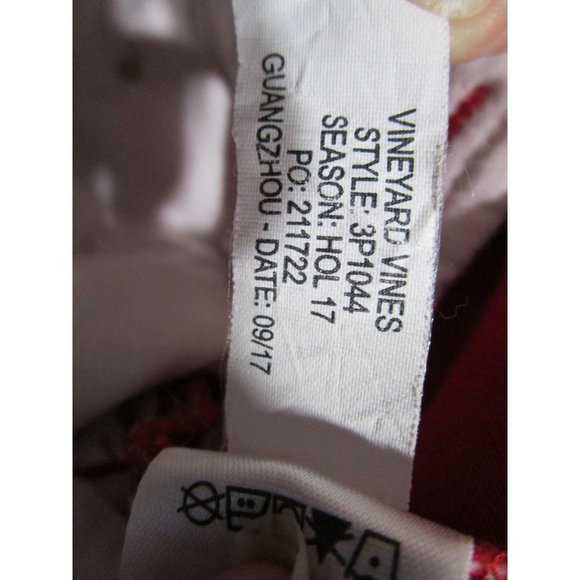 VINEYARD VINES
STYLE: 3P1044
SEASON: HOL 17
PO: 211722
GUANGZHOU - DATE: 09/17